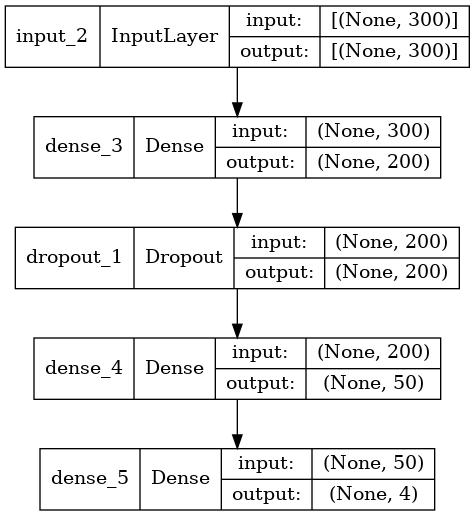 input_2 InputLayer input: [(None, 300)]
output: [(None, 300)]
dense_3 Dense input: (None, 300)
output: (None, 200)
dropout_1 Dropout input: (None, 200)
output: (None, 200)
dense_4 Dense input: (None, 200)
output: (None, 50)
dense_5 Dense input: (None, 50)
output: (None, 4)